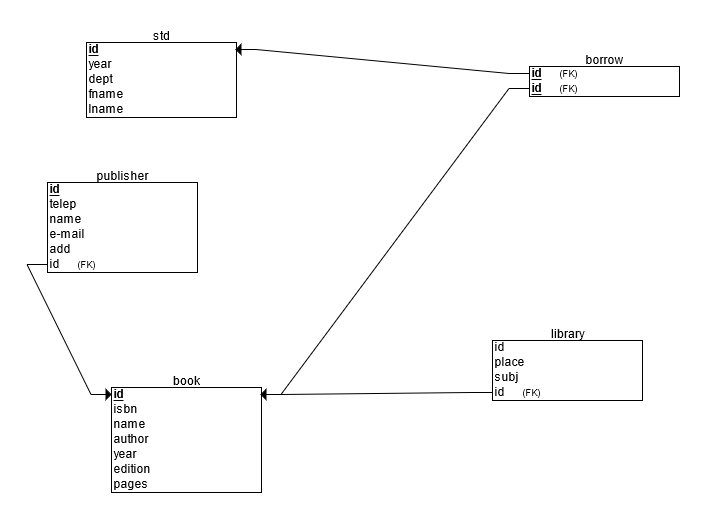 std
id
year
dept
fname
lname
borrow
id (FK)
id (FK)
publisher
id
telep
name
e-mail
add
id (FK)
library
id
place
subj
id (FK)
book
id
isbn
name
author
year
edition
pages